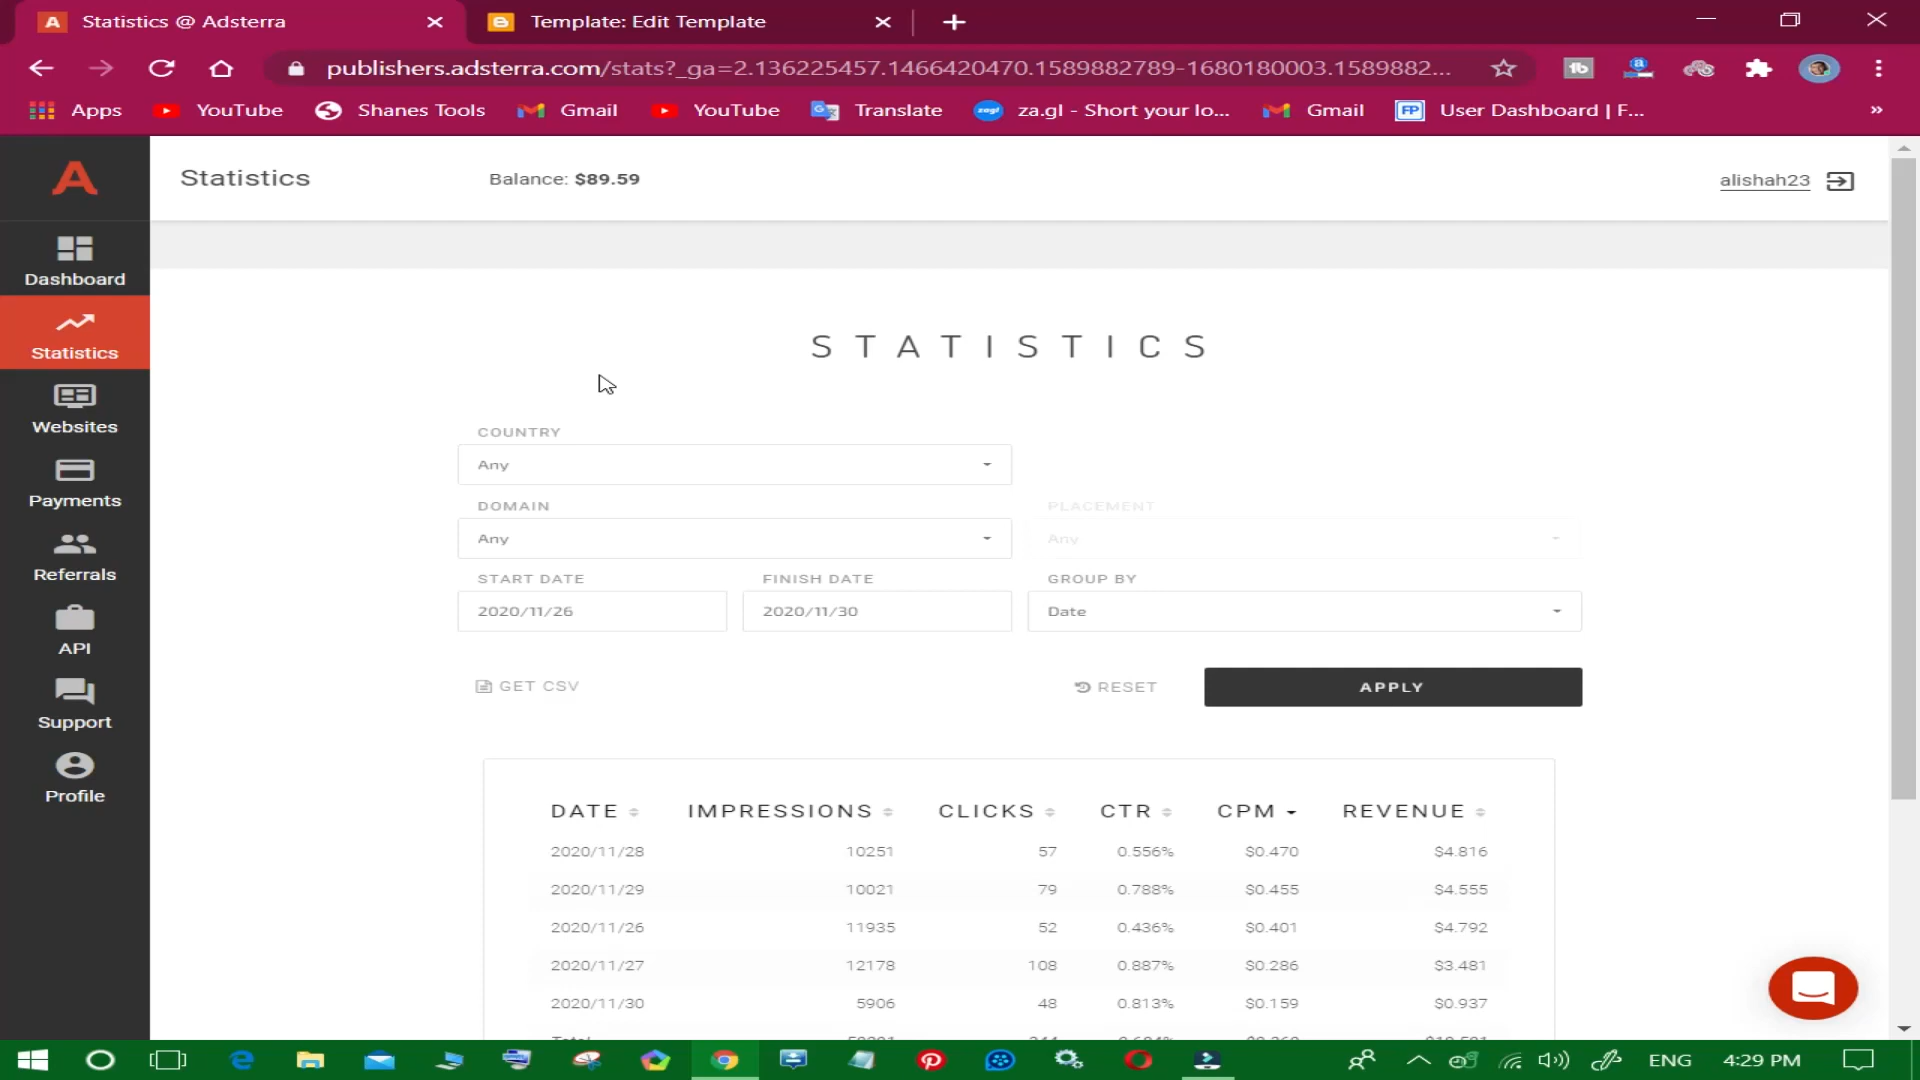 Statistics @ Adsterra
Template: Edit Template
publishers.adsterra.com/stats?_ga=2.136225457.1466420470.1589882789-1680180003.1589882...
Apps
YouTube
Shanes Tools
Gmail
YouTube
Translate
za.gl - Short your lo...
Gmail
User Dashboard | F...
»
Statistics
Balance: $89.59
alishah23
Dashboard
Statistics
Websites
Payments
Referrals
API
Support
Profile
STATISTICS
COUNTRY
Any
DOMAIN
Any
PLACEMENT
Any
START DATE
2020/11/26
FINISH DATE
2020/11/30
GROUP BY
Date
GET CSV
RESET
APPLY
DATE IMPRESSIONS CLICKS CTR CPM REVENUE
2020/11/28 10251 57 0.556% $0.470 $4.816
2020/11/29 10021 79 0.788% $0.455 $4.555
2020/11/26 11935 52 0.436% $0.401 $4.792
2020/11/27 12178 108 0.887% $0.286 $3.481
2020/11/30 5906 48 0.813% $0.159 $0.937
ENG
4:29 PM